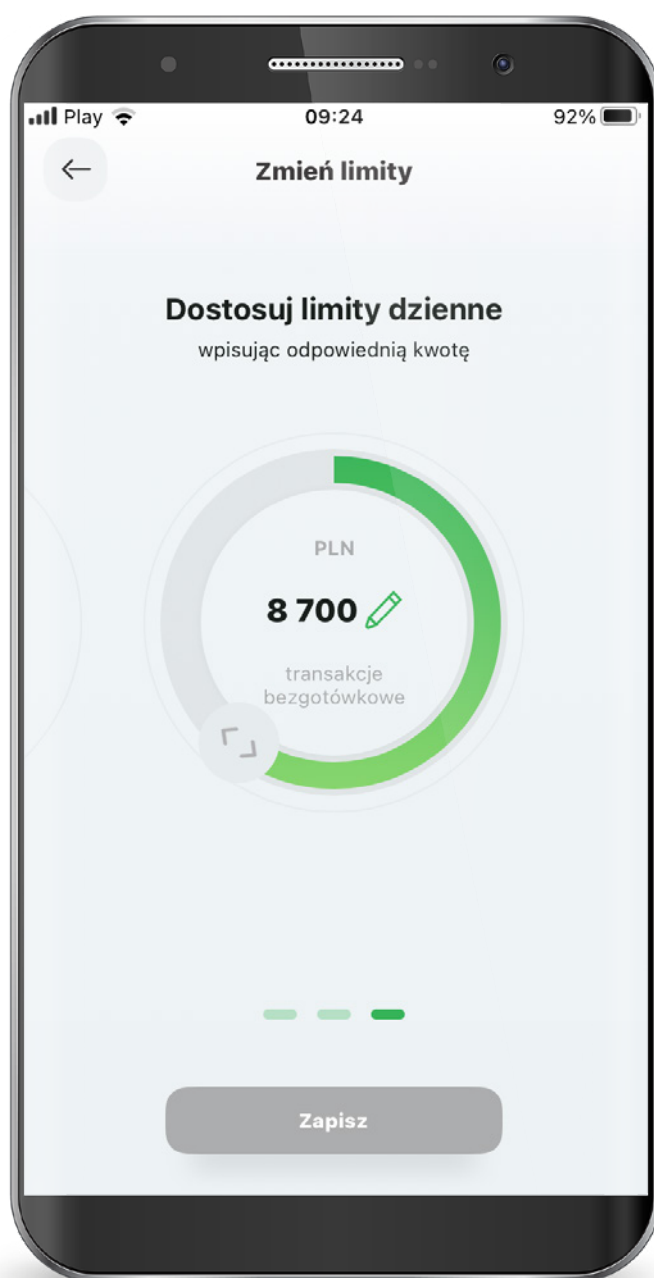 Play 09:24 92%
Zmień limity
Dostosuj limity dzienne
wpisując odpowiednią kwotę
PLN
8 700
transakcje
bezgotówkowe
Zapisz